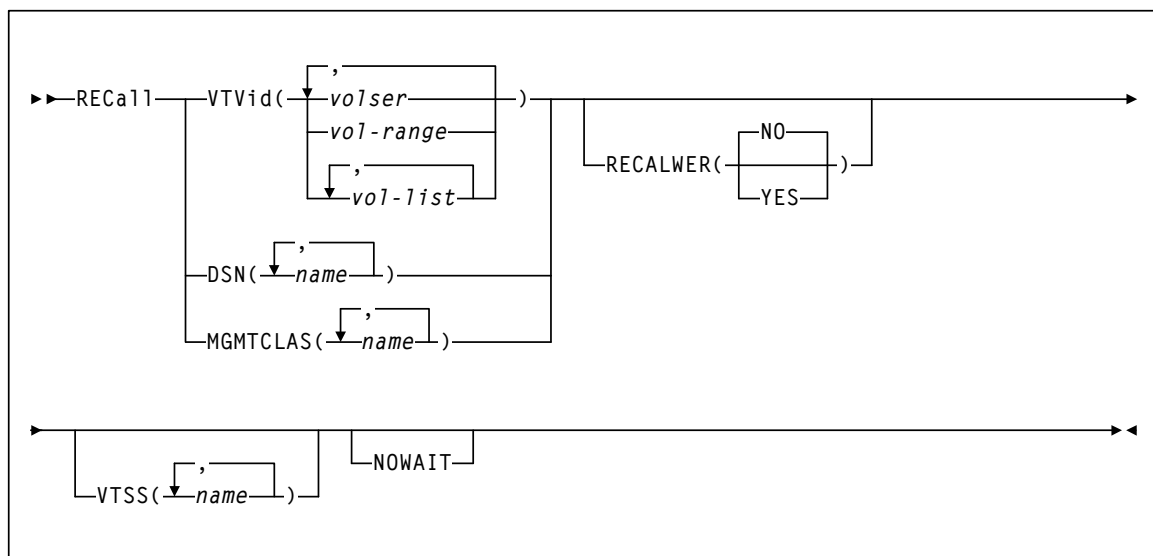 ,
RECall VTVid( volser )
vol-range
NO
RECALWER( )
YES
,
vol-list
,
DSN( name )
,
MGMTCLAS( name )
NOWAIT
,
VTSS( name )